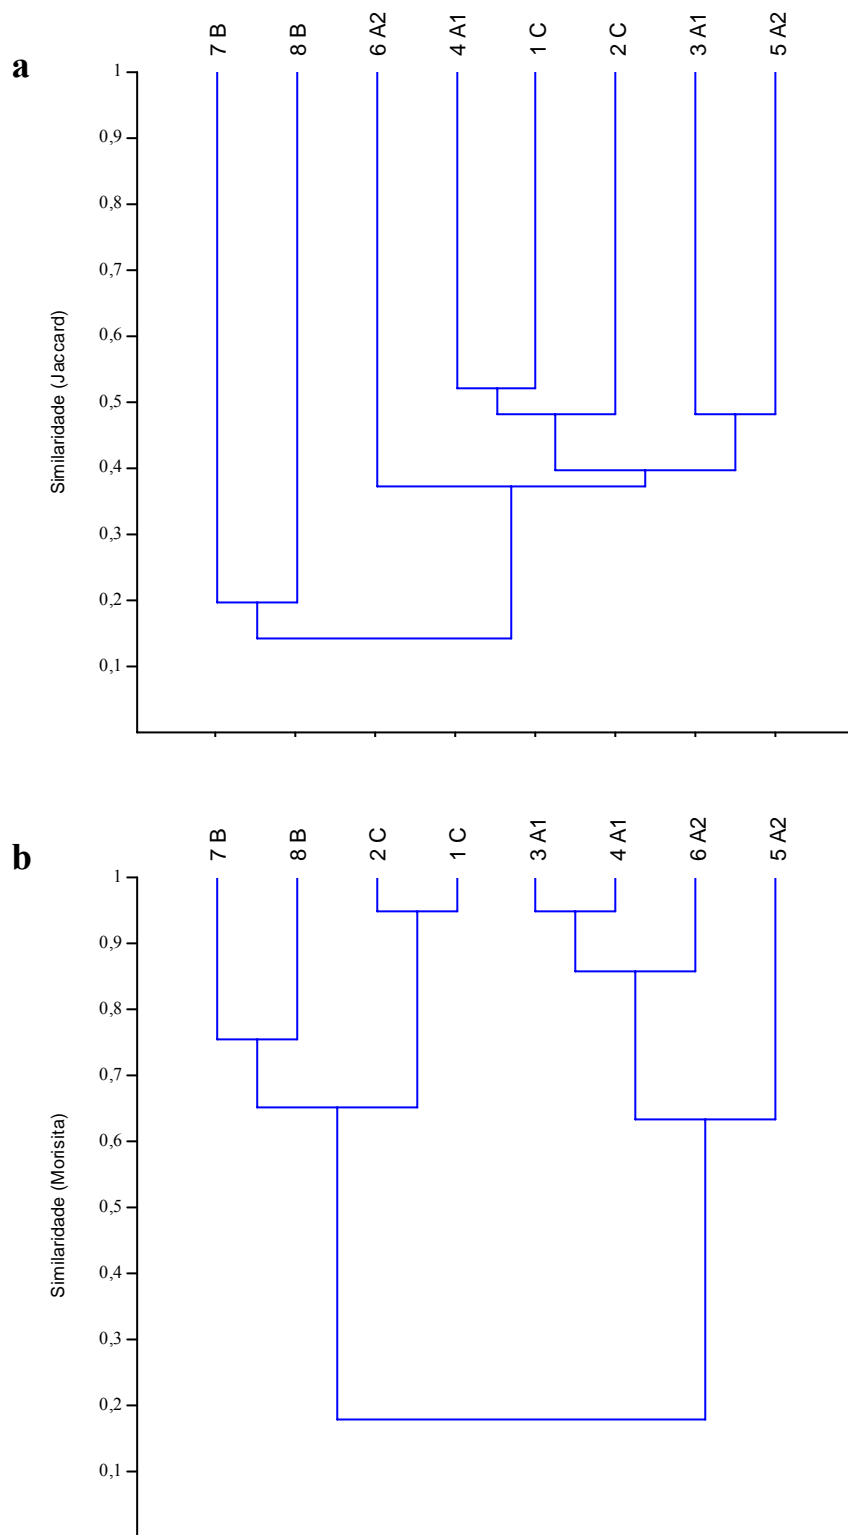 a
7 B
8 B
6 A2
4 A1
1 C
2 C
3 A1
5 A2
1
0,9
0,8
0,7
0,6
0,5
0,4
0,3
0,2
0,1
Similaridade (Jaccard)
b
7 B
8 B
2 C
1 C
3 A1
4 A1
6 A2
5 A2
1
0,9
0,8
0,7
0,6
0,5
0,4
0,3
0,2
0,1
Similaridade (Morisita)